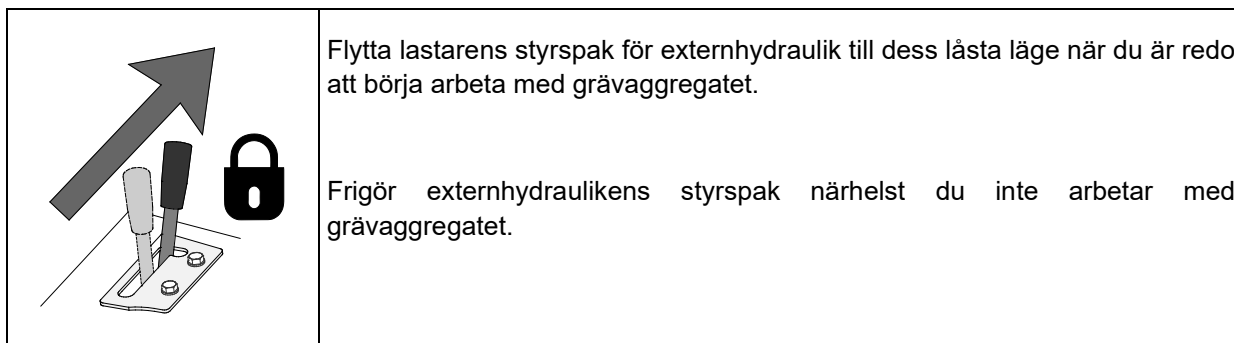 Flytta lastarens styrspak för externhydraulik till dess låsta läge när du är redo
att börja arbeta med grävaggregatet.
Frigör externhydraulikens styrspak närhelst du inte arbetar med
grävaggregatet.